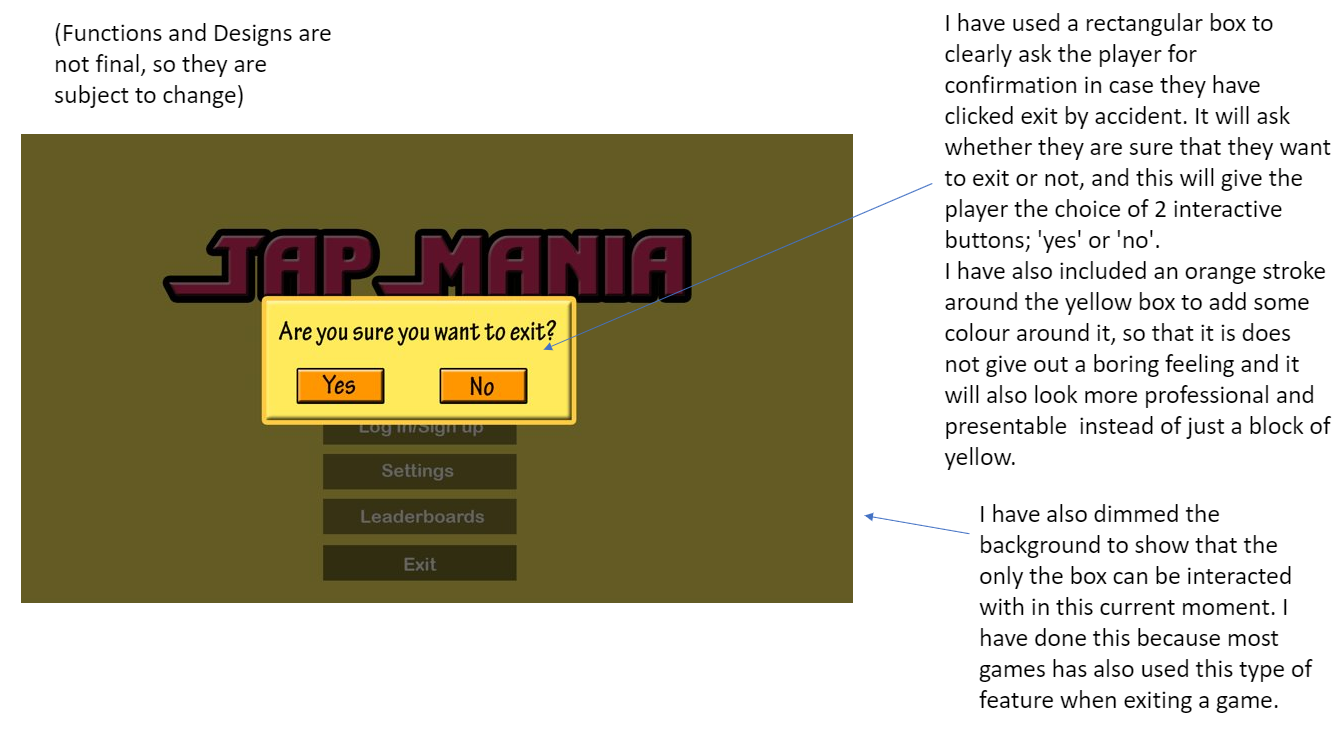 (Functions and Designs are
not final, so they are
subject to change)
I have used a rectangular box to
clearly ask the player for
confirmation in case they have
clicked exit by accident. It will ask
whether they are sure that they want
to exit or not, and this will give the
player the choice of 2 interactive
buttons; 'yes' or 'no'.
I have also included an orange stroke
around the yellow box to add some
colour around it, so that it is does
not give out a boring feeling and it
will also look more professional and
presentable  instead of just a block of
yellow.
TAP MANIA
Are you sure you want to exit?
Yes
No
Log in/Sign up
Settings
Leaderboards
Exit
I have also dimmed the
background to show that the
only the box can be interacted
with in this current moment. I
have done this because most
games has also used this type of
feature when exiting a game.